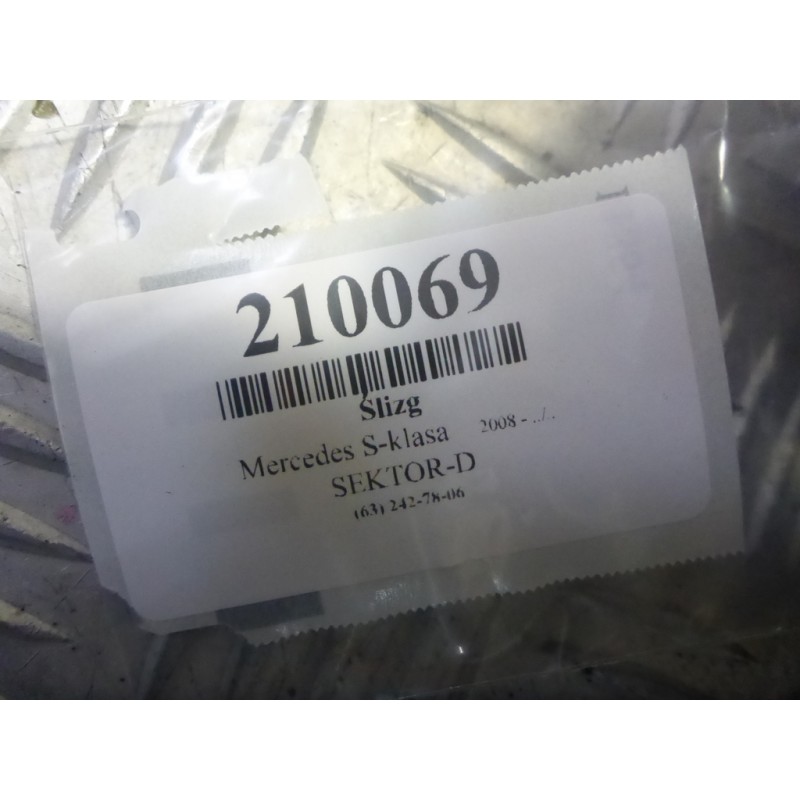 210069
Ślizg
Mercedes S-klasa 2008 - ../..
SEKTOR-D
(63) 242-78-06